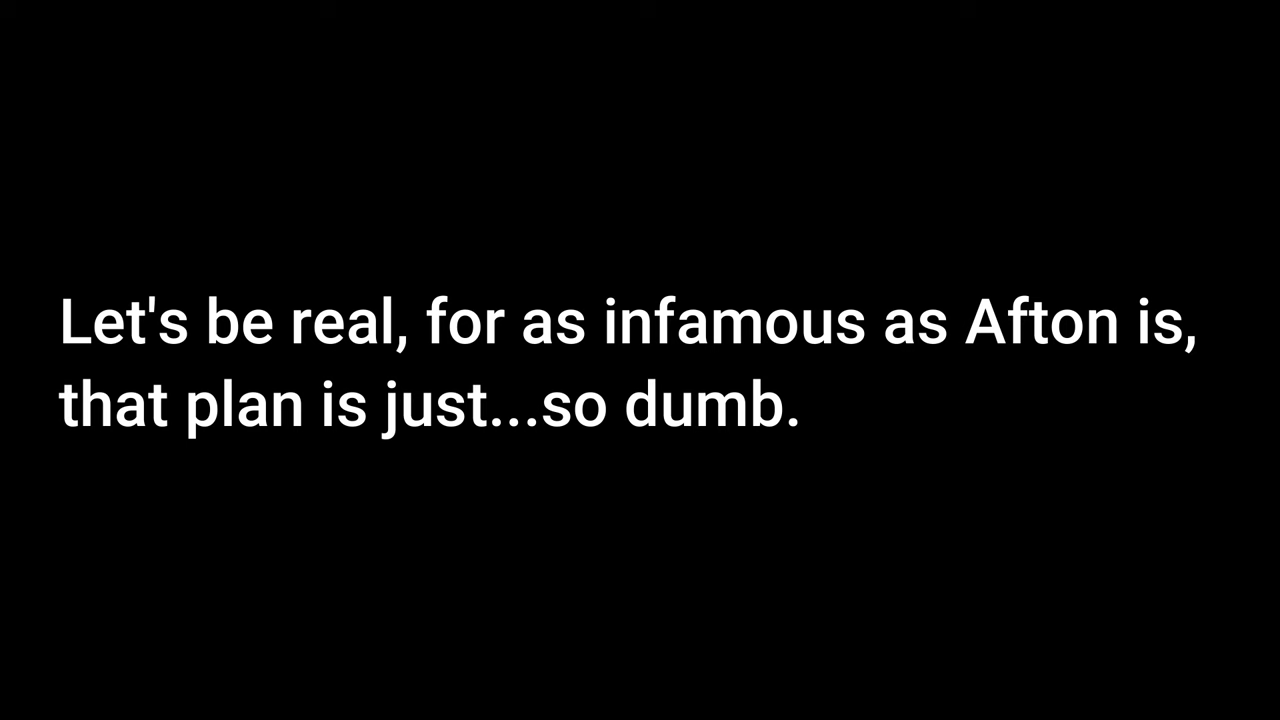 Let's be real, for as infamous as Afton is,
that plan is just...so dumb.